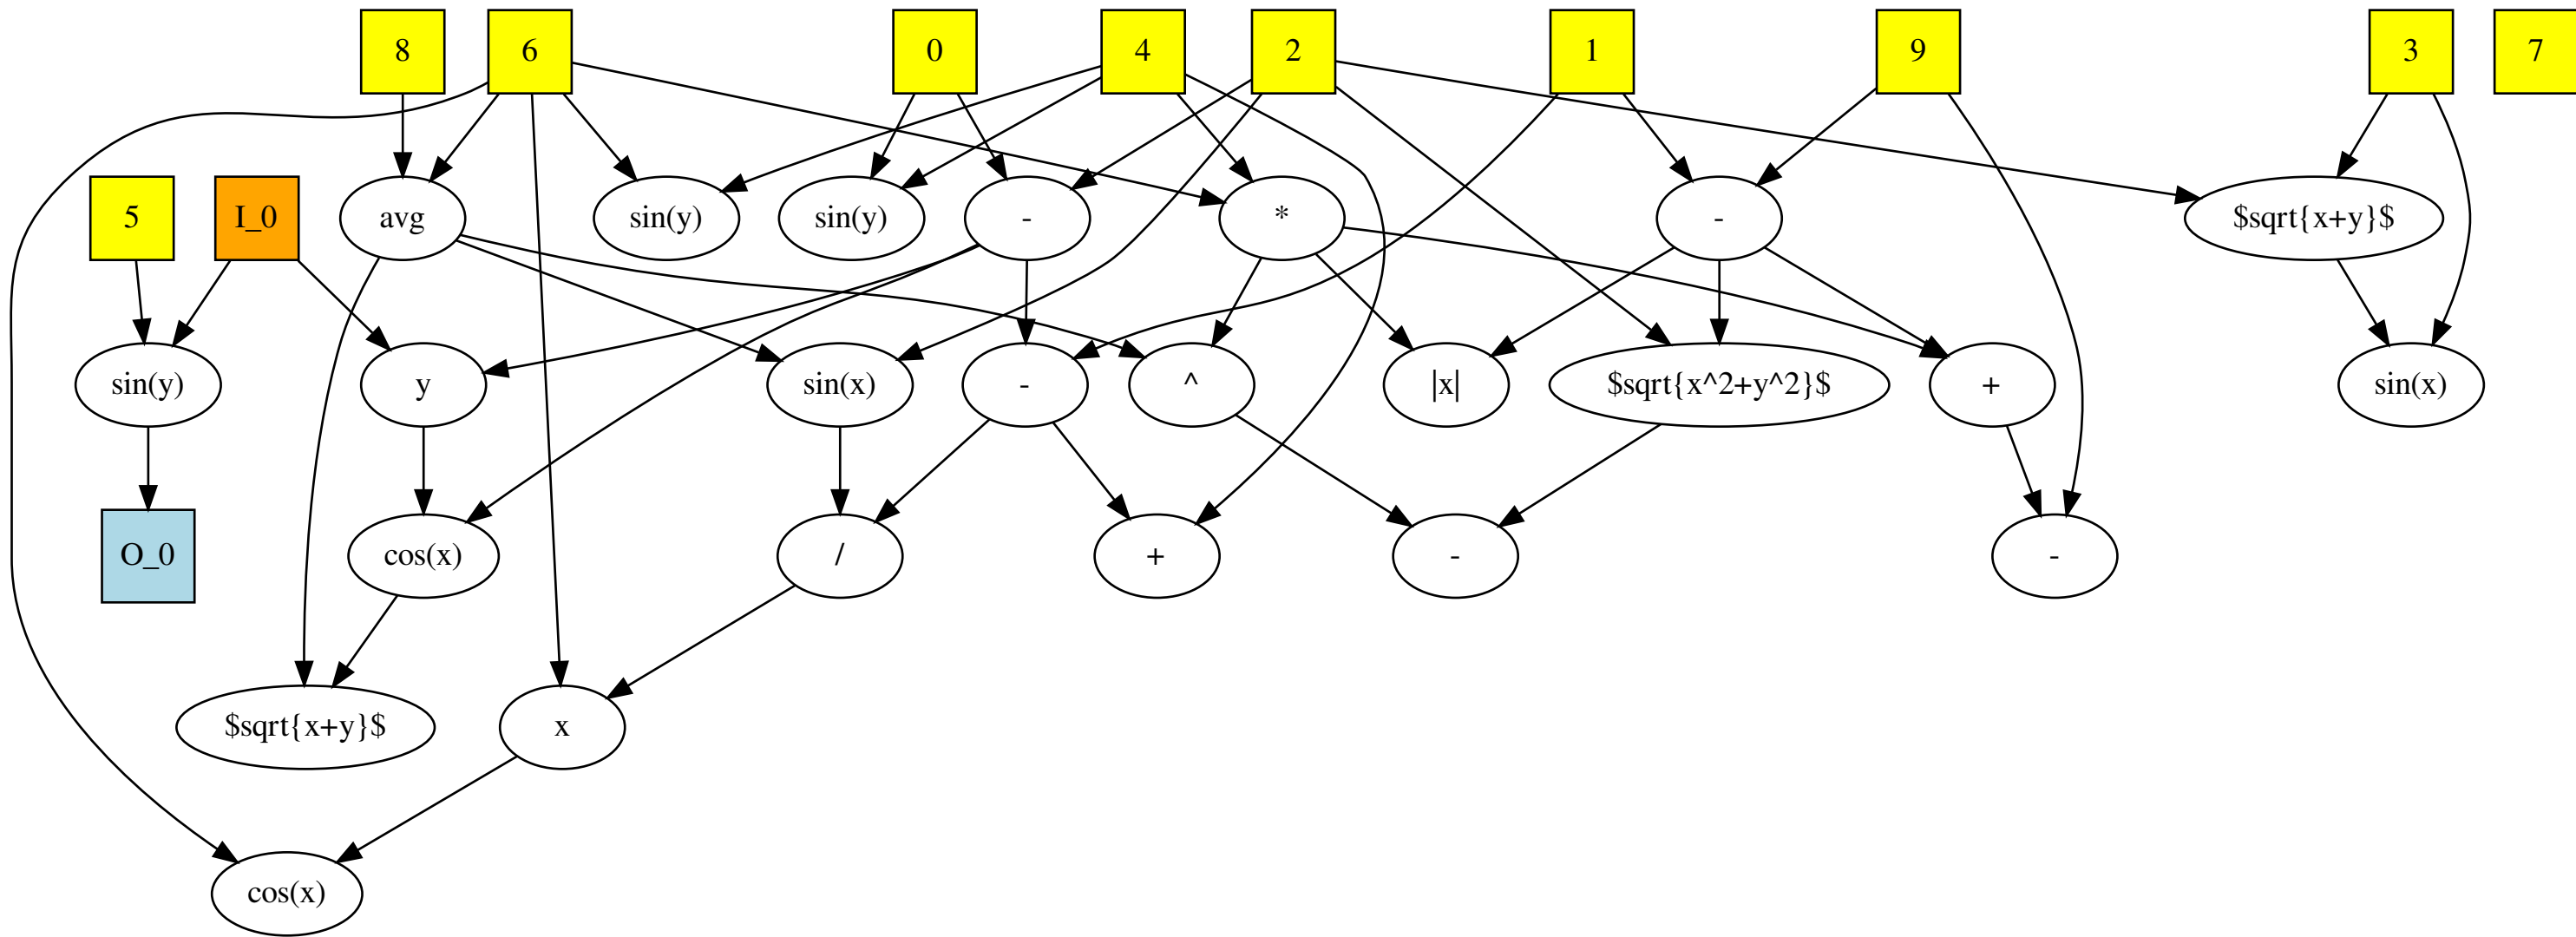 8
6
0
4
2
1
9
3
7
5
I_0
avg
sin(y)
sin(y)
-
*
-
$sqrt{x+y}$
sin(y)
y
sin(x)
-
^
|x|
$sqrt{x^2+y^2}$
+
sin(x)
O_0
cos(x)
/
+
-
-
$sqrt{x+y}$
x
cos(x)